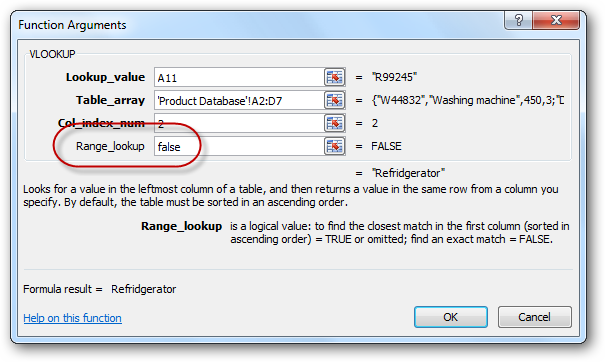 Function Arguments
VLOOKUP
Lookup_value A11 = "R99245"
Table_array 'Product Database'!A2:D7 = {"W44832","Washing machine",450,3;"D
Col_index_num 2 = 2
Range_lookup false = FALSE
= "Refridgerator"
Looks for a value in the leftmost column of a table, and then returns a value in the same row from a column you
specify. By default, the table must be sorted in an ascending order.
Range_lookup is a logical value: to find the closest match in the first column (sorted in
ascending order) = TRUE or omitted; find an exact match = FALSE.
Formula result = Refridgerator
Help on this function OK Cancel